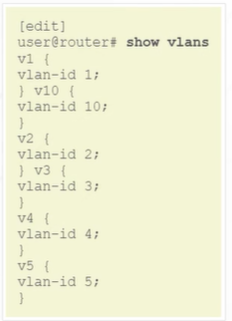 [edit]
user@router# show vlans
v1 {
vlan-id 1;
} v10 {
vlan-id 10;
}
v2 {
vlan-id 2;
} v3 {
vlan-id 3;
}
v4 {
vlan-id 4;
}
v5 {
vlan-id 5;
}